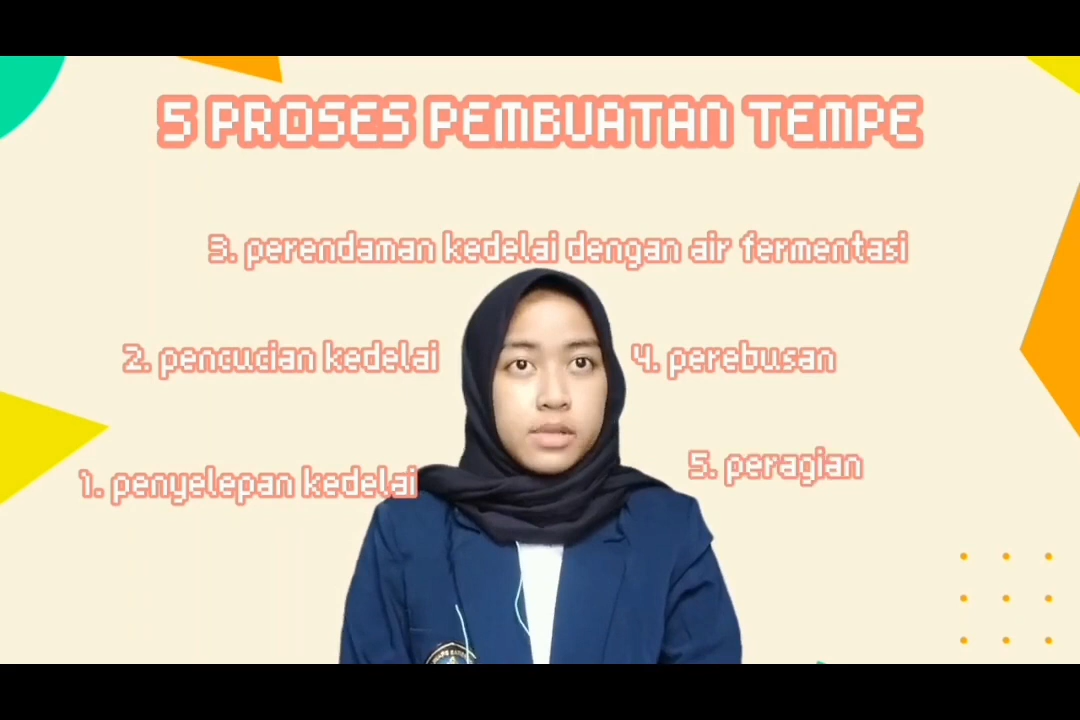 5 PROSES PEMBUATAN TEMPE
3. perendaman kedelai dengan air fermentasi
2. pencucian kedelai
4. perebusan
1. penyelepan kedelai
5. peragian